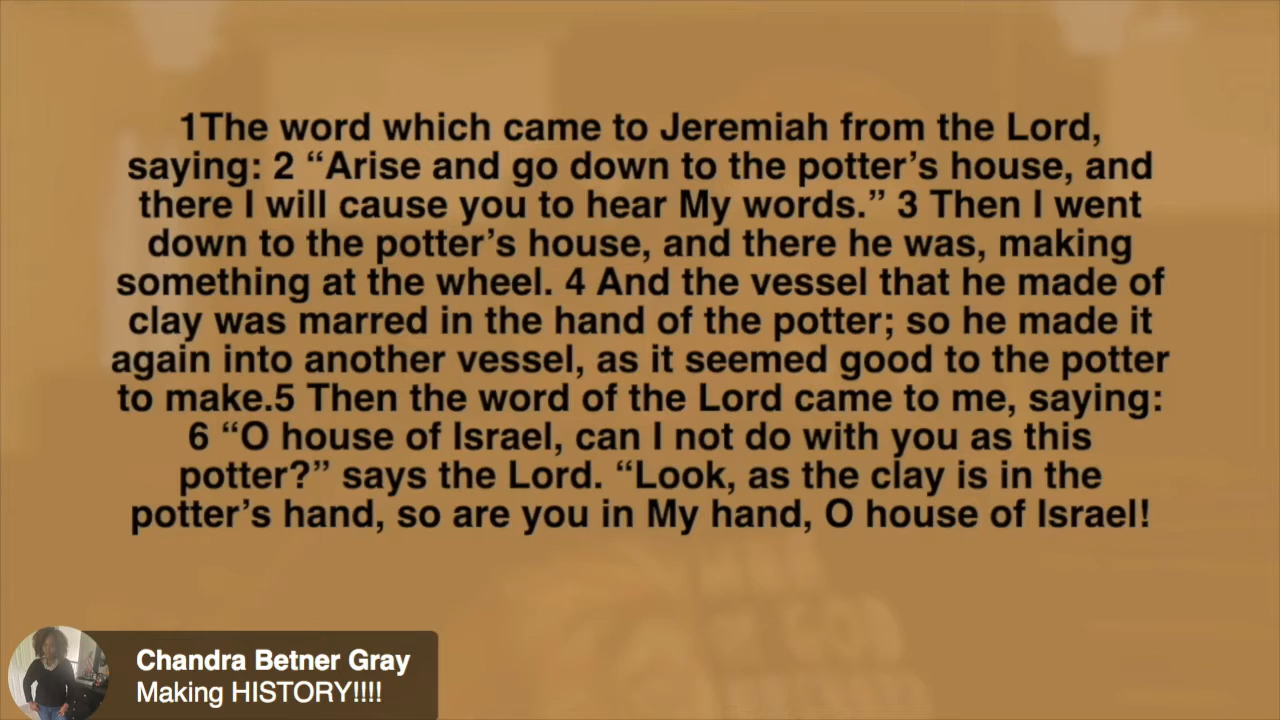 1The word which came to Jeremiah from the Lord,
saying: 2 “Arise and go down to the potter’s house, and
there I will cause you to hear My words.” 3 Then I went
down to the potter’s house, and there he was, making
something at the wheel. 4 And the vessel that he made of
clay was marred in the hand of the potter; so he made it
again into another vessel, as it seemed good to the potter
to make.5 Then the word of the Lord came to me, saying:
6 “O house of Israel, can I not do with you as this
potter?” says the Lord. “Look, as the clay is in the
potter’s hand, so are you in My hand, O house of Israel!
Chandra Betner Gray
Making HISTORY!!!!